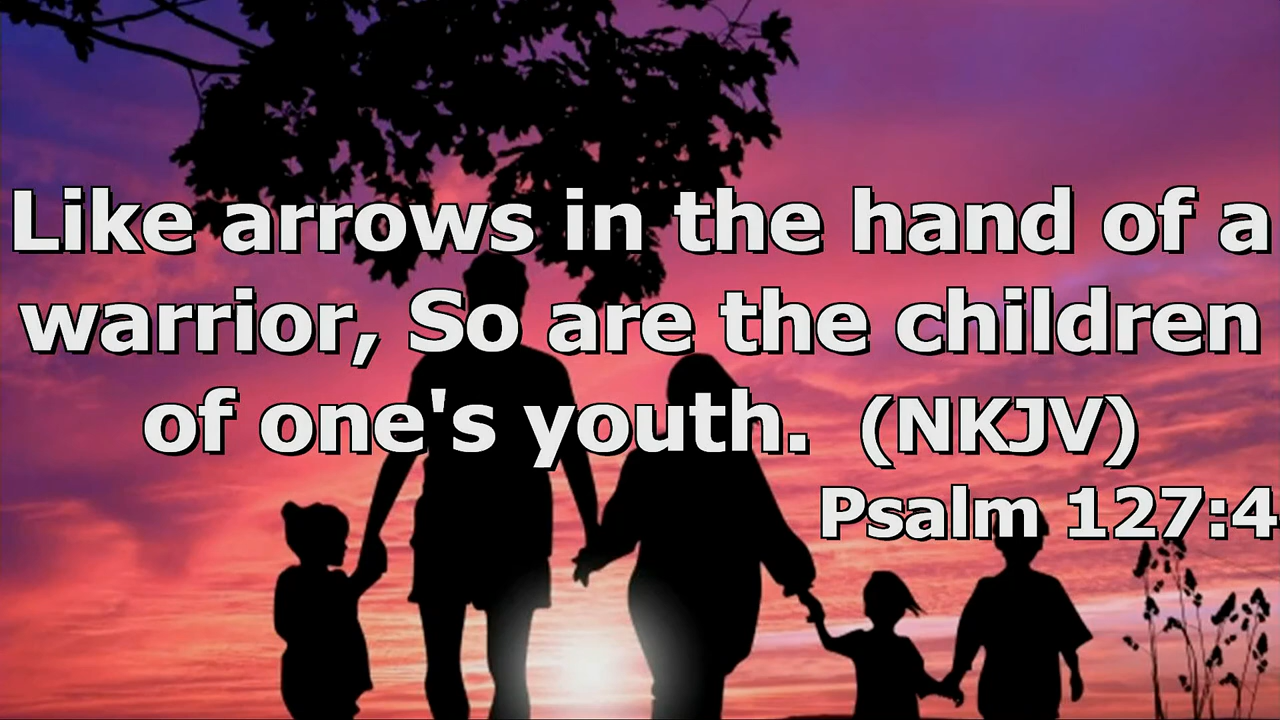 Like arrows in the hand of a
warrior, So are the children
of one's youth.  (NKJV)
Psalm 127:4